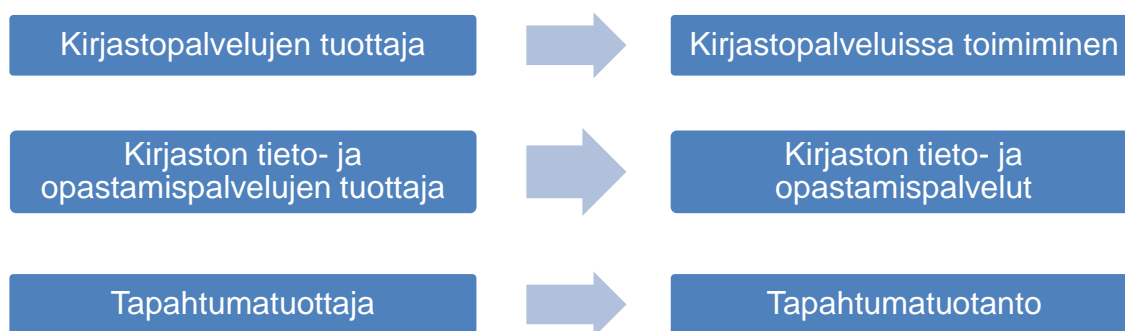 Kirjastopalvelujen tuottaja
Kirjastopalveluissa toimiminen
Kirjaston tieto- ja
opastamispalvelujen tuottaja
Kirjaston tieto- ja
opastamispalvelut
Tapahtumatuottaja
Tapahtumatuotanto